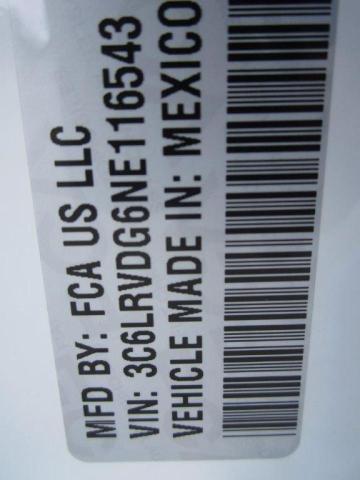 MFD BY: FCA US LLC
VIN: 3C6LRVDG6NE116543
VEHICLE MADE IN: MEXICO